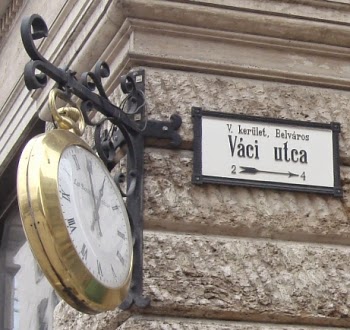 V. kerület, Belváros
Váci utca
2 4